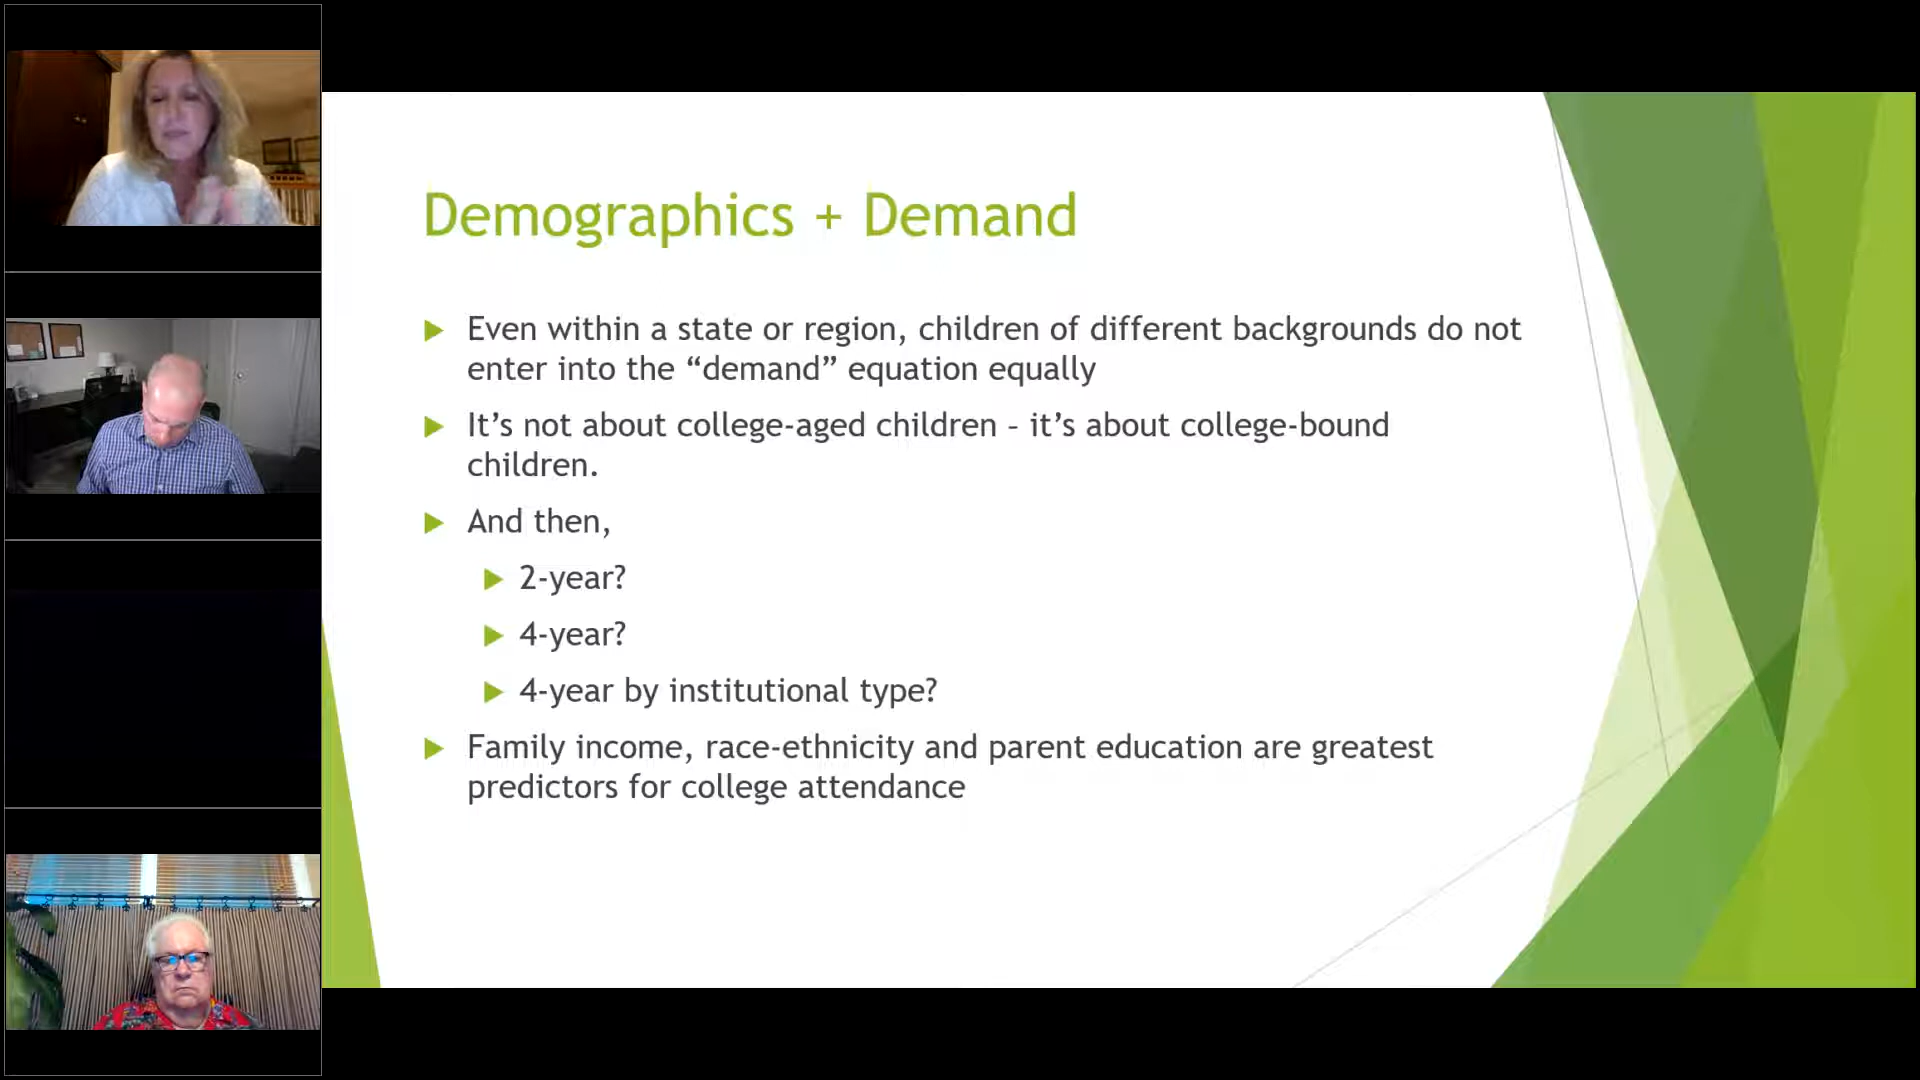 Demographics + Demand
Even within a state or region, children of different backgrounds do not
enter into the “demand” equation equally
It’s not about college-aged children – it’s about college-bound
children.
And then,
2-year?
4-year?
4-year by institutional type?
Family income, race-ethnicity and parent education are greatest
predictors for college attendance